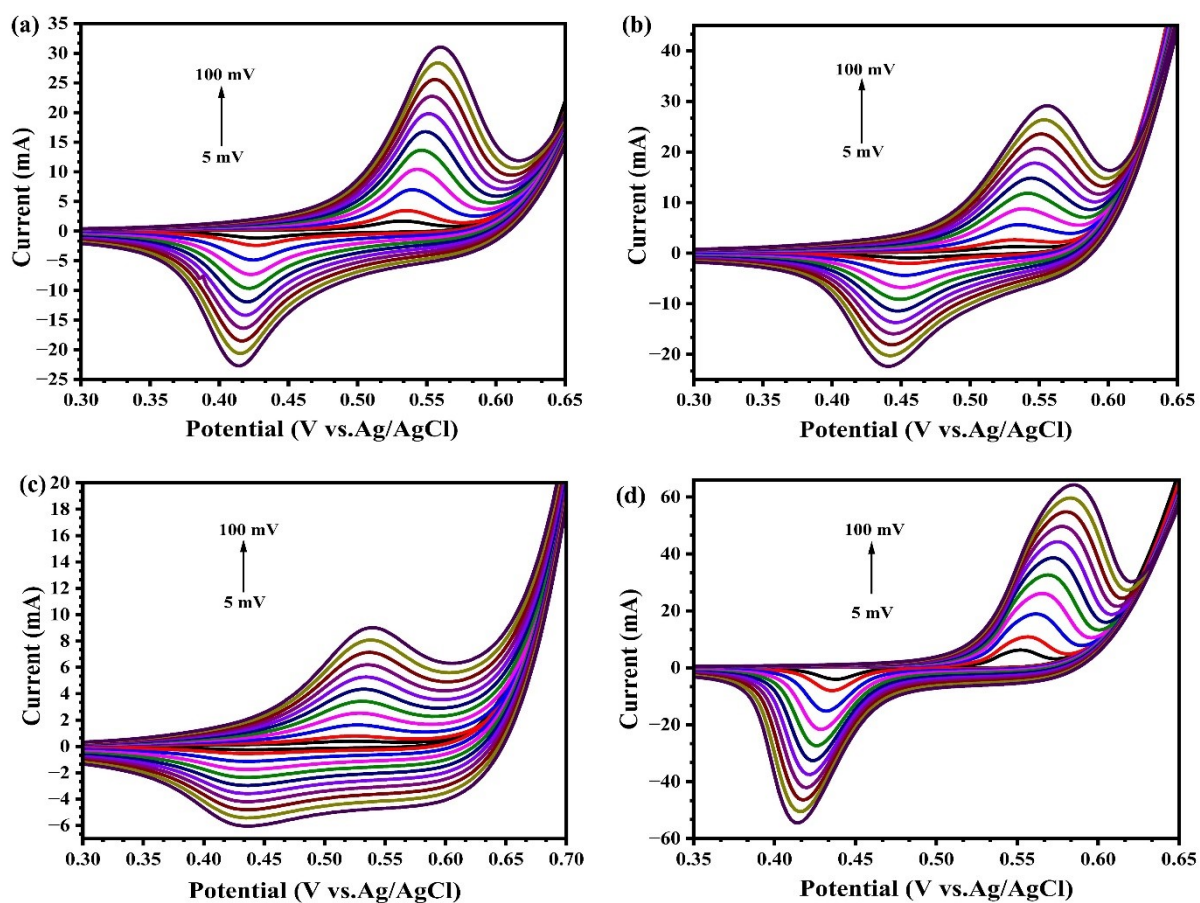 (a)
35
30
25
20
15
10
5
0
−5
−10
−15
−20
−25
Current (mA)
100 mV
5 mV
0.30 0.35 0.40 0.45 0.50 0.55 0.60 0.65
Potential (V vs.Ag/AgCl)
(b)
40
20
0
−20
Current (mA)
100 mV
5 mV
0.30 0.35 0.40 0.45 0.50 0.55 0.60 0.65
Potential (V vs.Ag/AgCl)
(c)
20
18
16
14
12
10
8
6
4
2
0
−2
−4
−6
Current (mA)
100 mV
5 mV
0.30 0.35 0.40 0.45 0.50 0.55 0.60 0.65 0.70
Potential (V vs.Ag/AgCl)
(d)
60
40
20
0
−20
−40
−60
Current (mA)
100 mV
5 mV
0.35 0.40 0.45 0.50 0.55 0.60 0.65
Potential (V vs.Ag/AgCl)